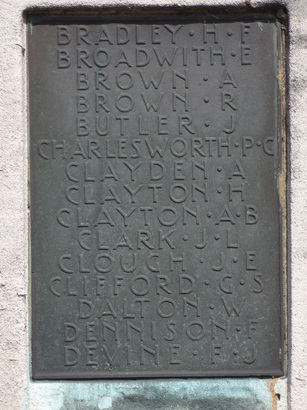 BRADLEY · H · F
BROADWITH · E
BROWN · A
BROWN · R
BUTLER · J
CHARLESWORTH · P · C
CLAYDEN · A
CLAYTON · H
CLAYTON · A · B
CLARK · J · L
CLOUGH · J · E
CLIFFORD · G · S
DALTON · W
DENNISON · F
DEVINE · F · J